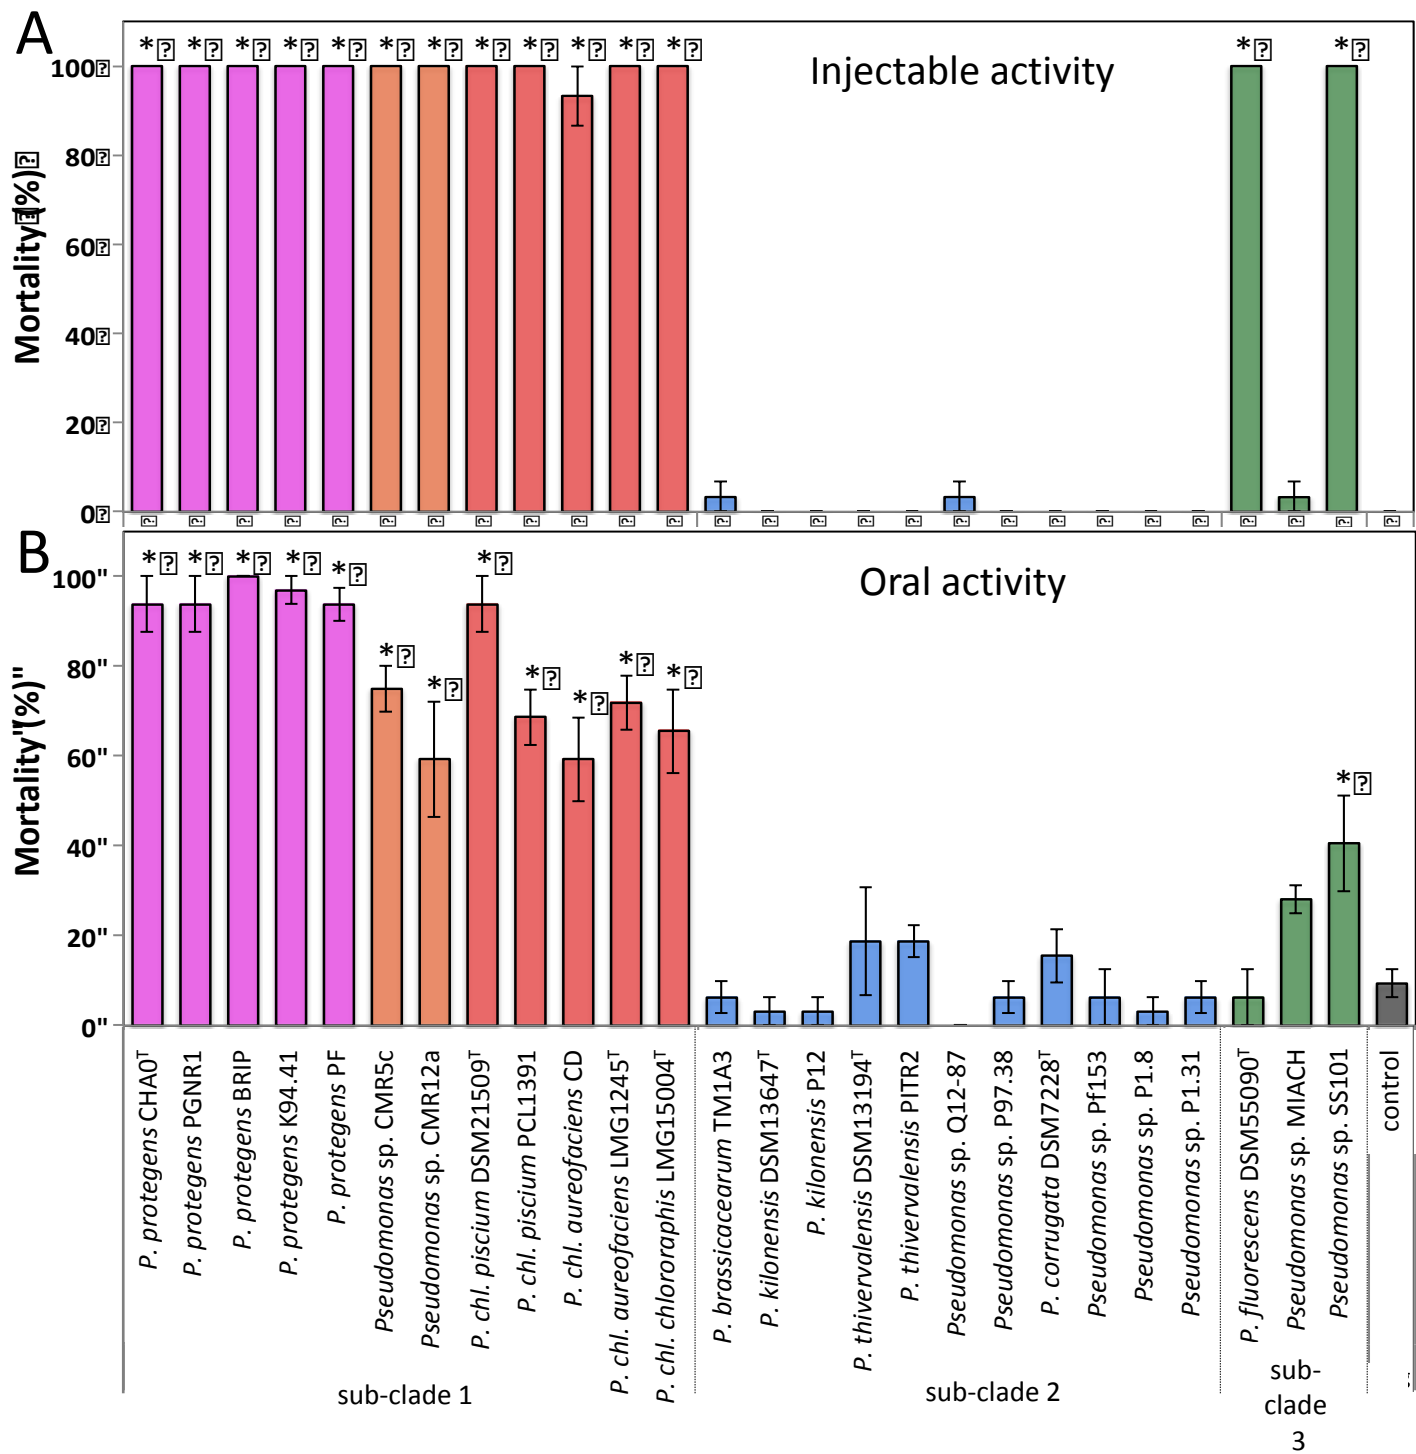 A
Injectable activity
*⍰ *⍰ *⍰ *⍰ *⍰ *⍰ *⍰ *⍰ *⍰ *⍰ *⍰ *⍰ *⍰ *⍰
Mortality⍰(%)⍰
100⍰
80⍰
60⍰
40⍰
20⍰
0⍰
⍰ ⍰ ⍰ ⍰ ⍰ ⍰ ⍰ ⍰ ⍰ ⍰ ⍰ ⍰ ⍰ ⍰ ⍰ ⍰ ⍰ ⍰ ⍰ ⍰ ⍰ ⍰ ⍰ ⍰ ⍰ ⍰ ⍰
B
Oral activity
*⍰ *⍰ *⍰ *⍰ *⍰ *⍰ *⍰ *⍰ *⍰ *⍰ *⍰ *⍰ *⍰
Mortality"(%)"
100"
80"
60"
40"
20"
0"
P. protegens CHA0ᵀ
P. protegens PGNR1
P. protegens BRIP
P. protegens K94.41
P. protegens PF
Pseudomonas sp. CMR5c
Pseudomonas sp. CMR12a
P. chl. piscium DSM21509ᵀ
P. chl. piscium PCL1391
P. chl. aureofaciens CD
P. chl. aureofaciens LMG1245ᵀ
P. chl. chlororaphis LMG15004ᵀ
P. brassicacearum TM1A3
P. kilonensis DSM13647ᵀ
P. kilonensis P12
P. thivervalensis DSM13194ᵀ
P. thivervalensis PITR2
Pseudomonas sp. Q12-87
Pseudomonas sp. P97.38
P. corrugata DSM7228ᵀ
Pseudomonas sp. Pf153
Pseudomonas sp. P1.8
Pseudomonas sp. P1.31
P. fluorescens DSM55090ᵀ
Pseudomonas sp. MIACH
Pseudomonas sp. SS101
control
sub-clade 1
sub-clade 2
sub-
clade
3